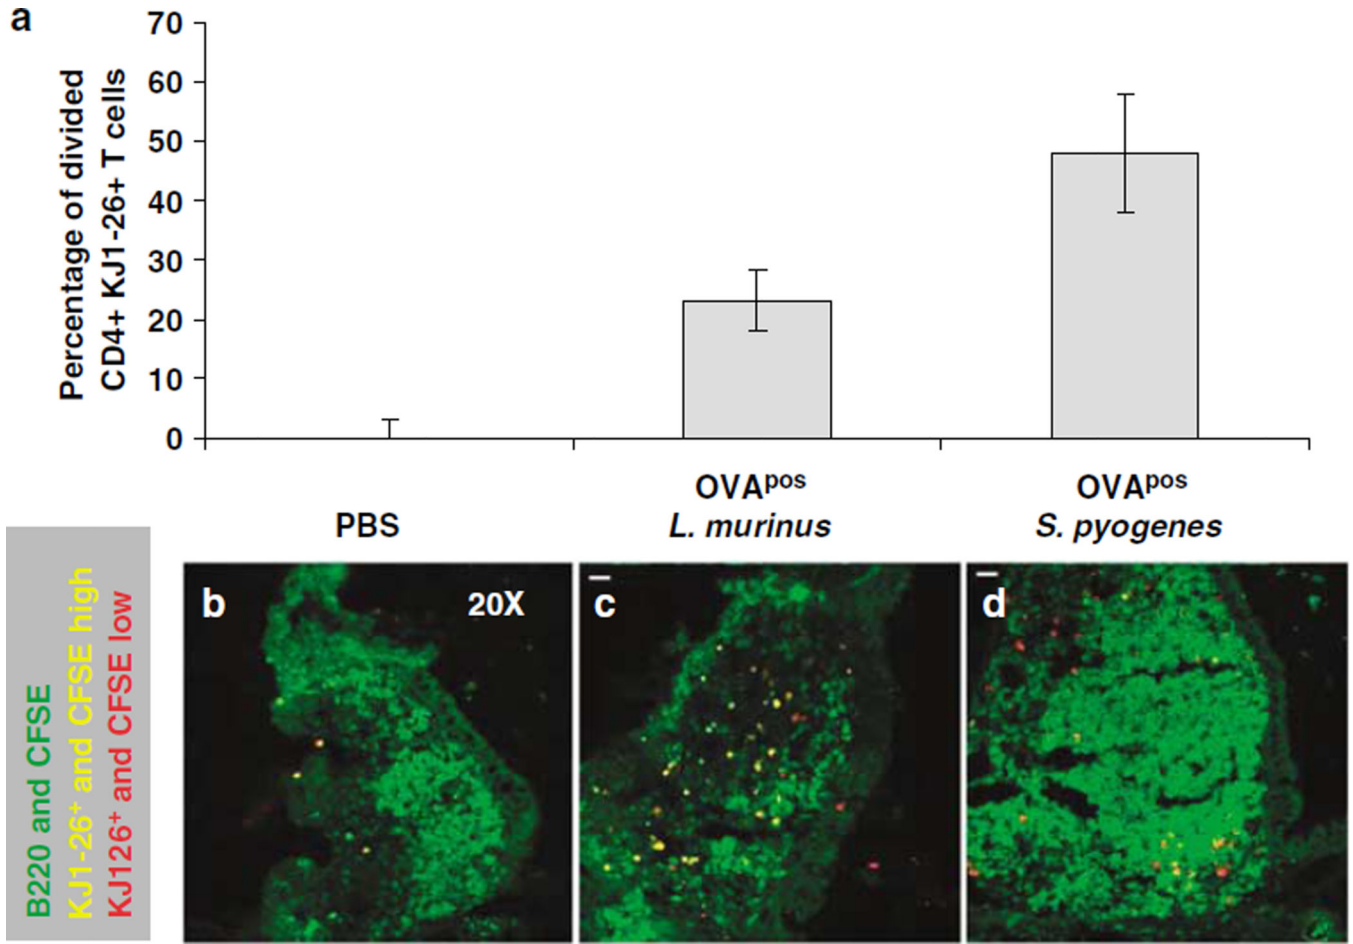 a
Percentage of divided
CD4+ KJ1-26+ T cells
70
60
50
40
30
20
10
0
PBS
OVAᵖᵒˢ
L. murinus
OVAᵖᵒˢ
S. pyogenes
B220 and CFSE
KJ1-26⁺ and CFSE high
KJ126⁺ and CFSE low
b
20X
c
d